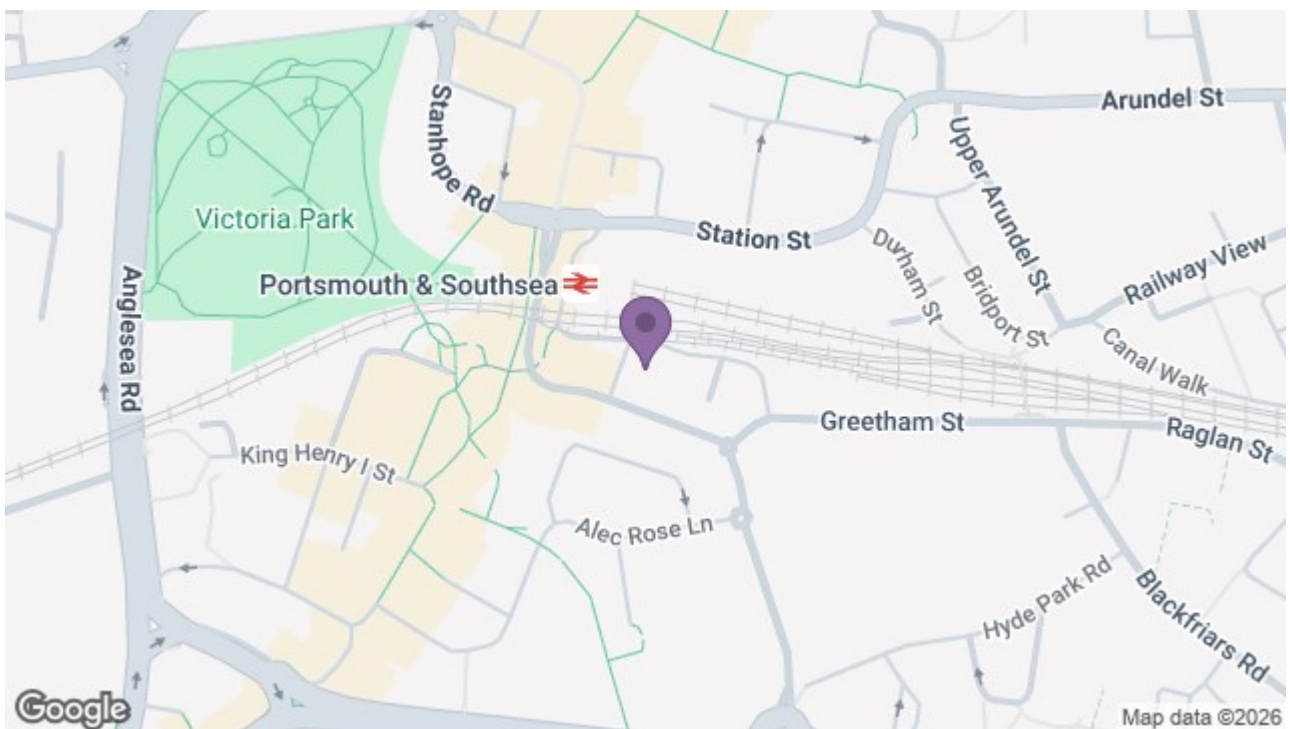 Arundel St
Stanhope Rd
Upper Arundel St
Victoria Park
Station St
Durham St
Railway View
Portsmouth & Southsea
Bridport St
Anglesea Rd
Canal Walk
Greetham St
Raglan St
King Henry I St
Alec Rose Ln
Hyde Park Rd
Blackfriars Rd
Google
Map data ©2026